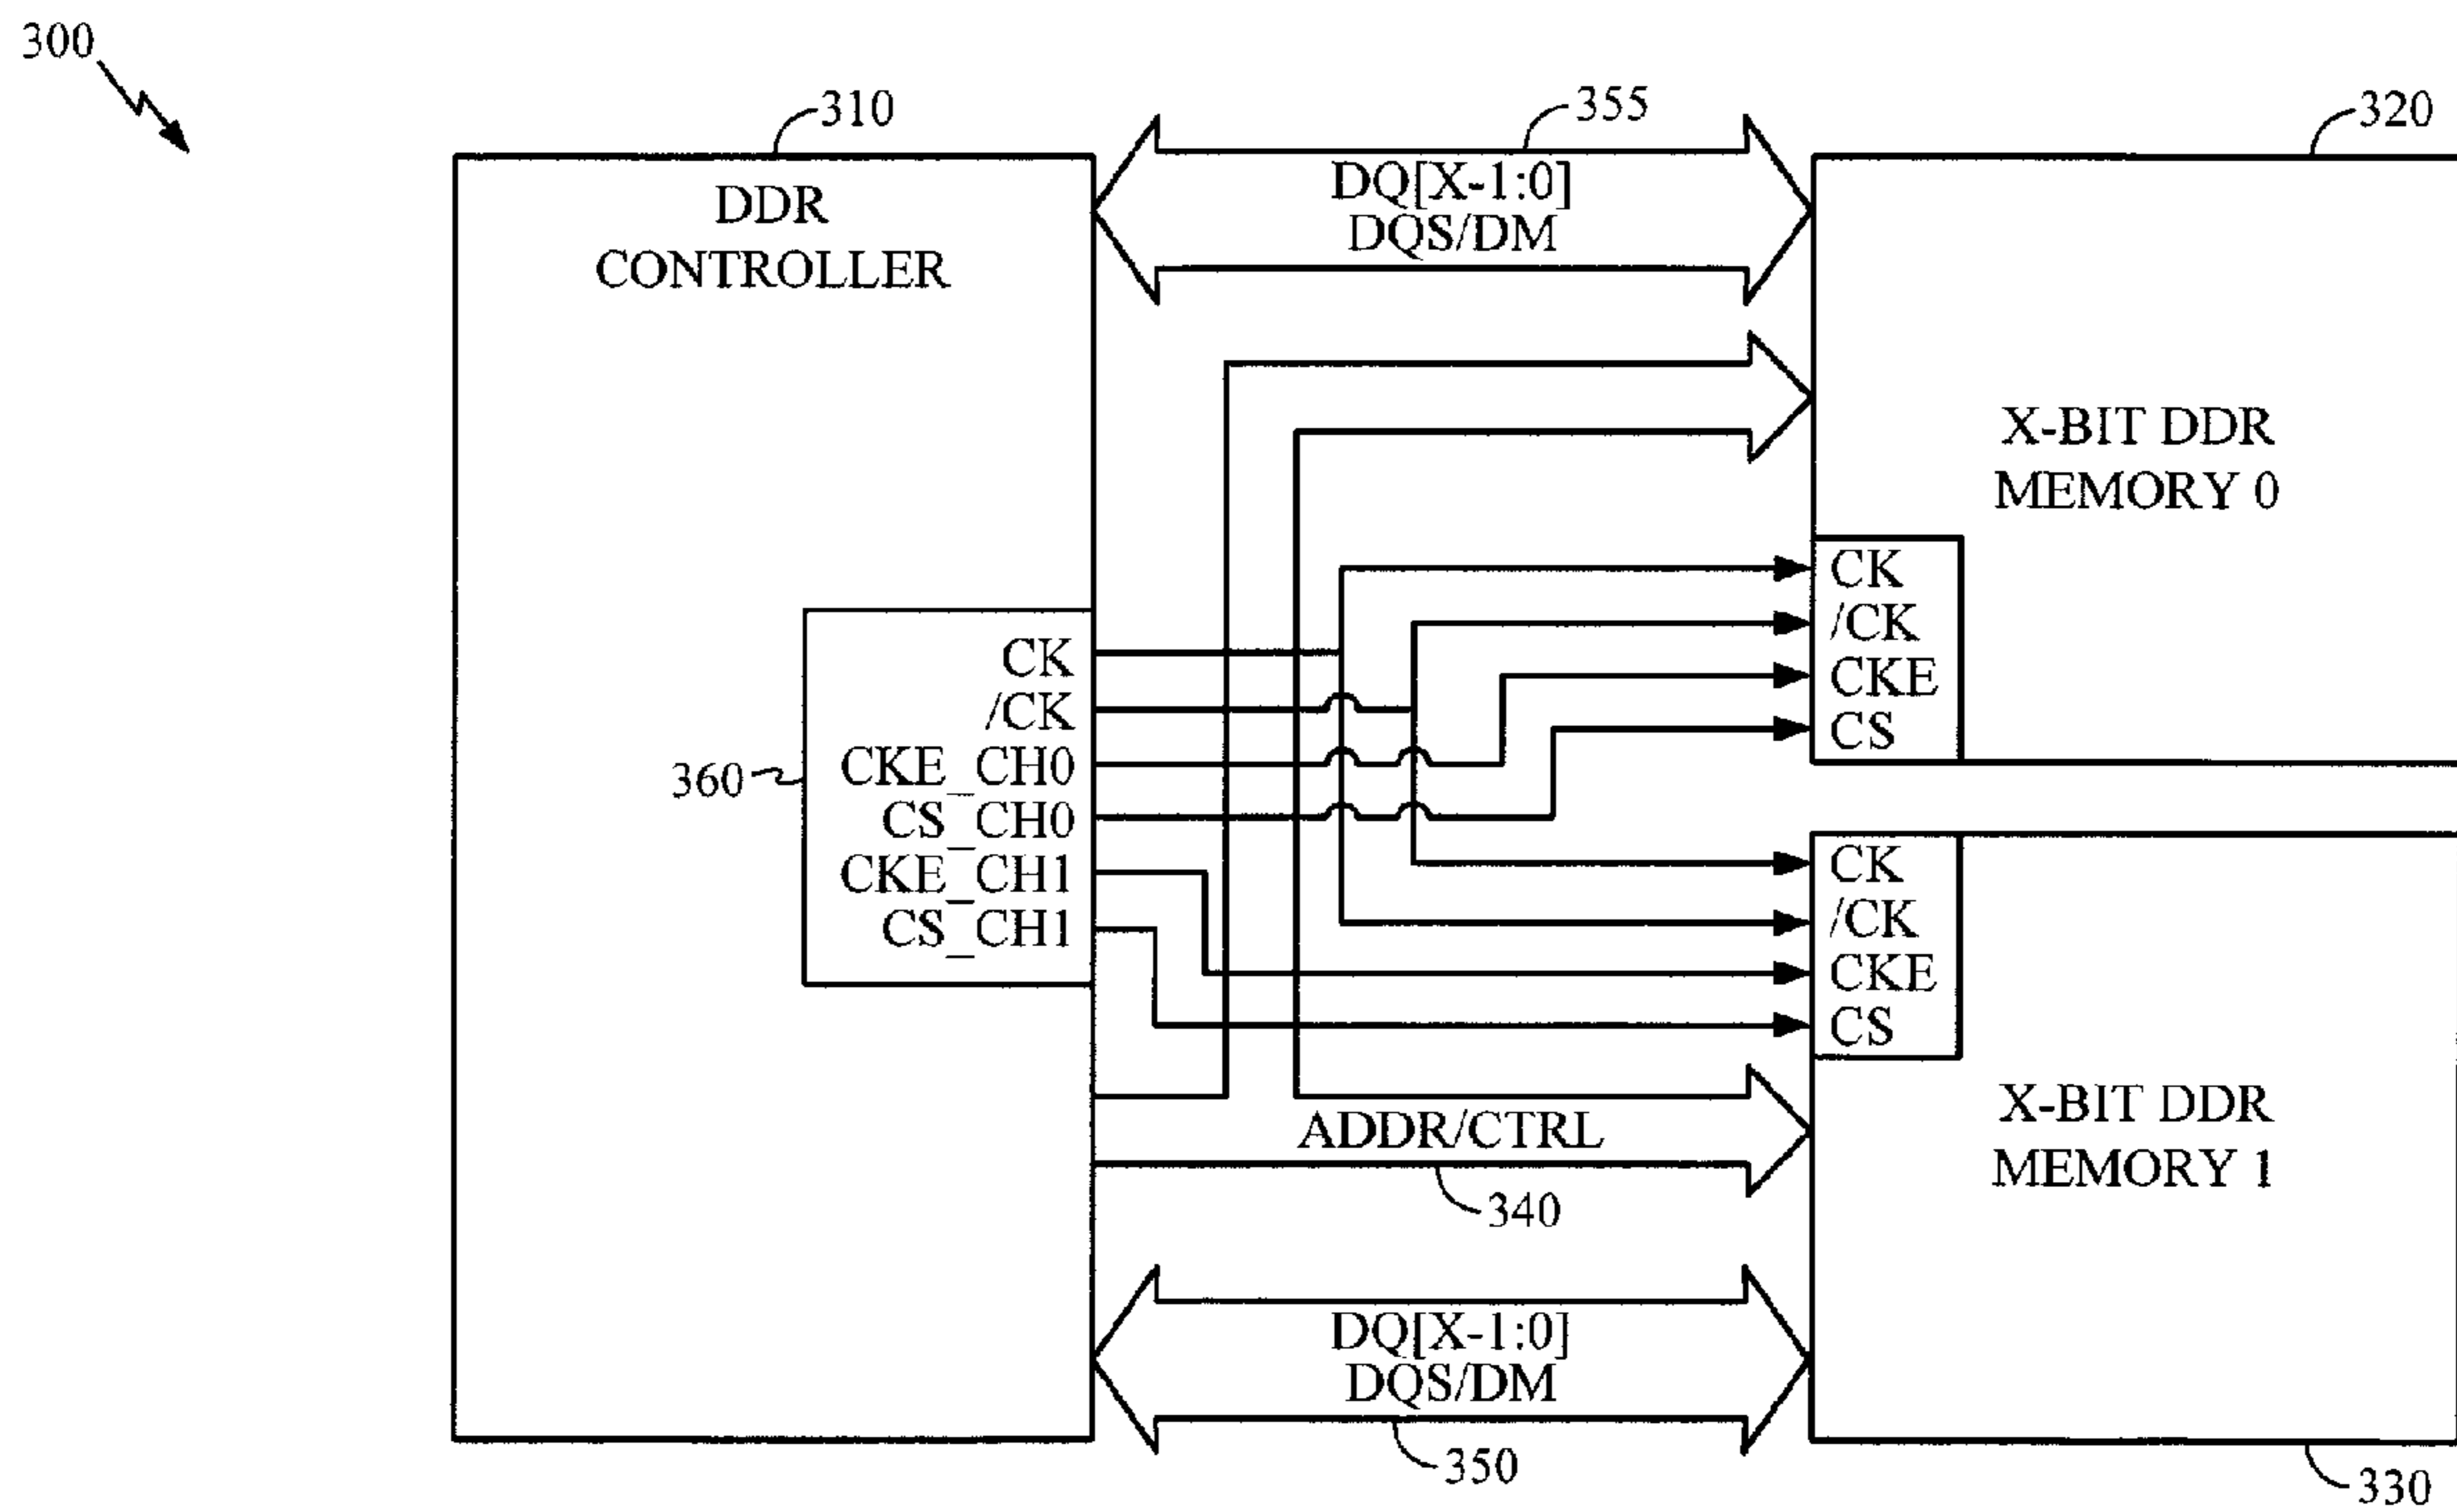 300
310
355
320
DDR
CONTROLLER
DQ[X-1:0]
DQS/DM
X-BIT DDR
MEMORY 0
CK
/CK
CKE
CS
360
CK
/CK
CKE_CH0
CS_CH0
CKE_CH1
CS_CH1
CK
/CK
CKE
CS
ADDR/CTRL
340
X-BIT DDR
MEMORY 1
DQ[X-1:0]
DQS/DM
350
330